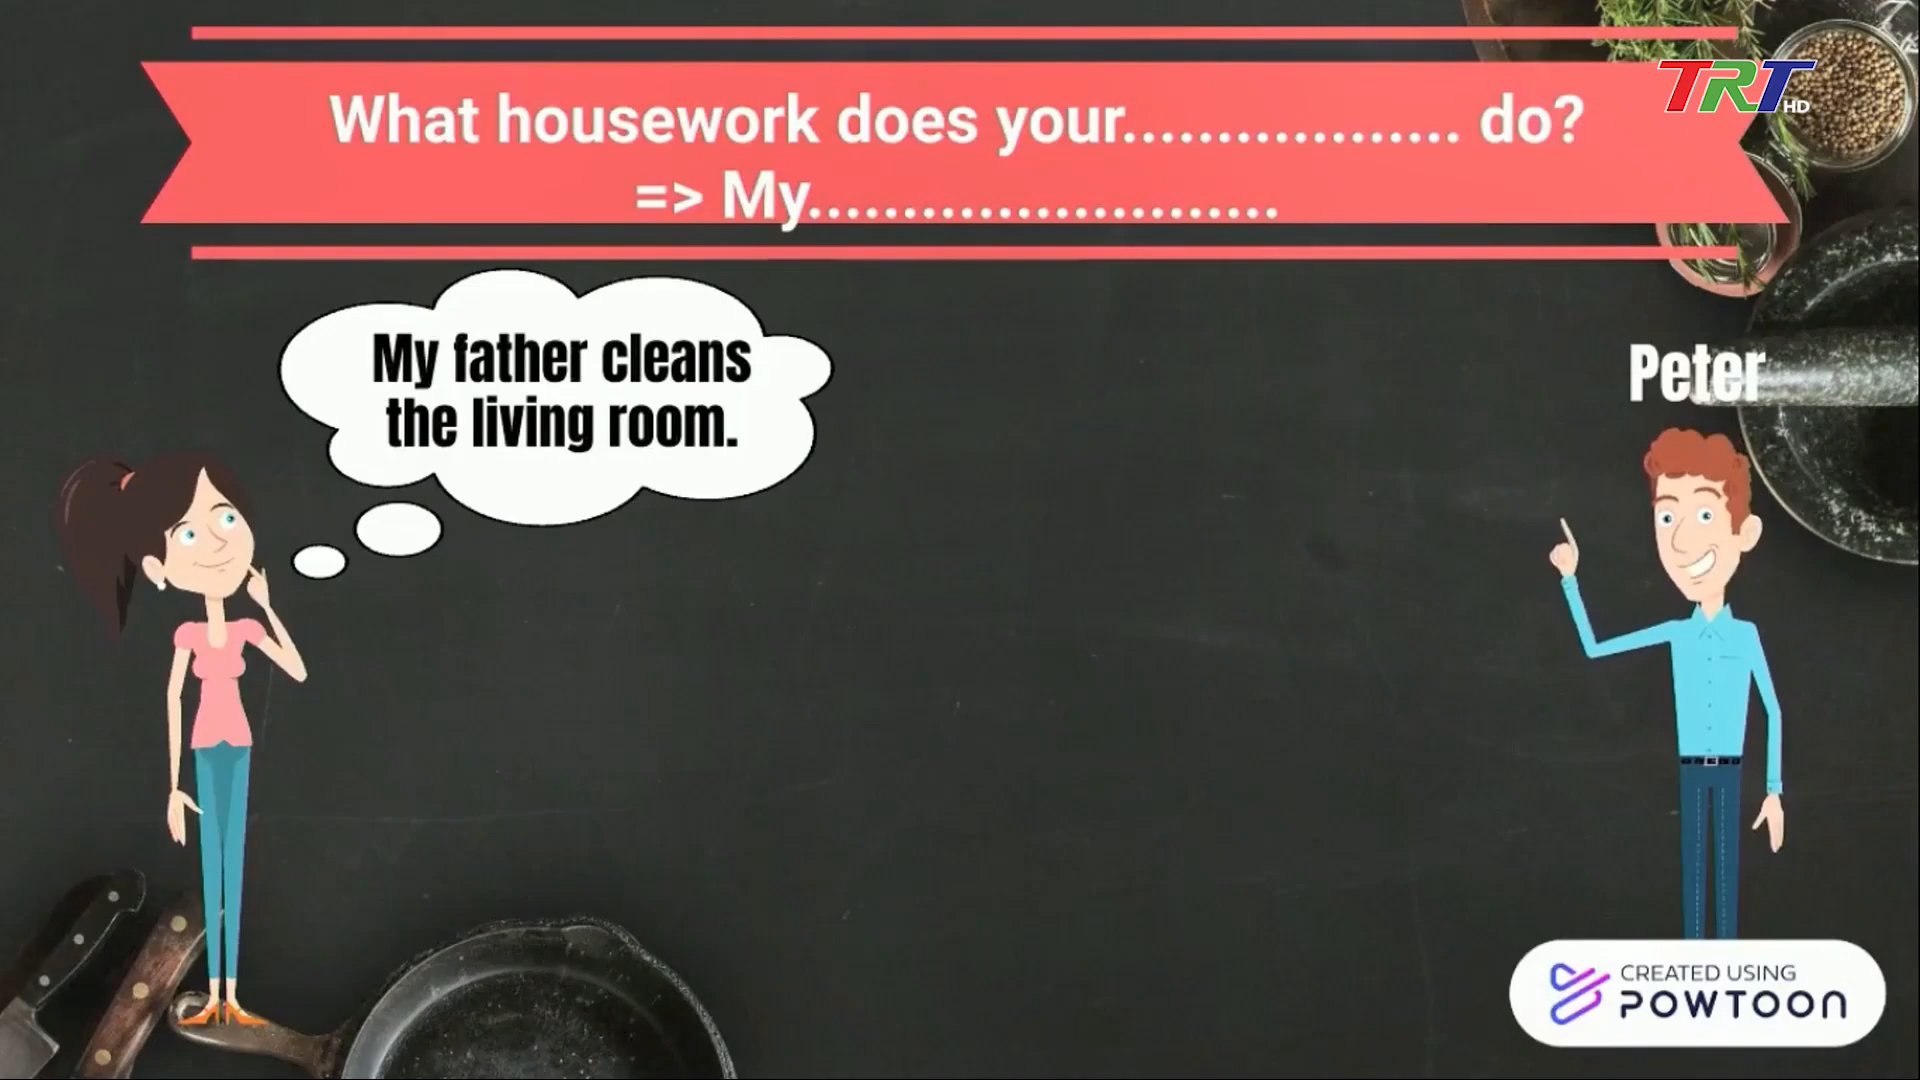 What housework does your.................. do?
=> My.........................
TRT HD
My father cleans
the living room.
Peter
CREATED USING
POWTOON